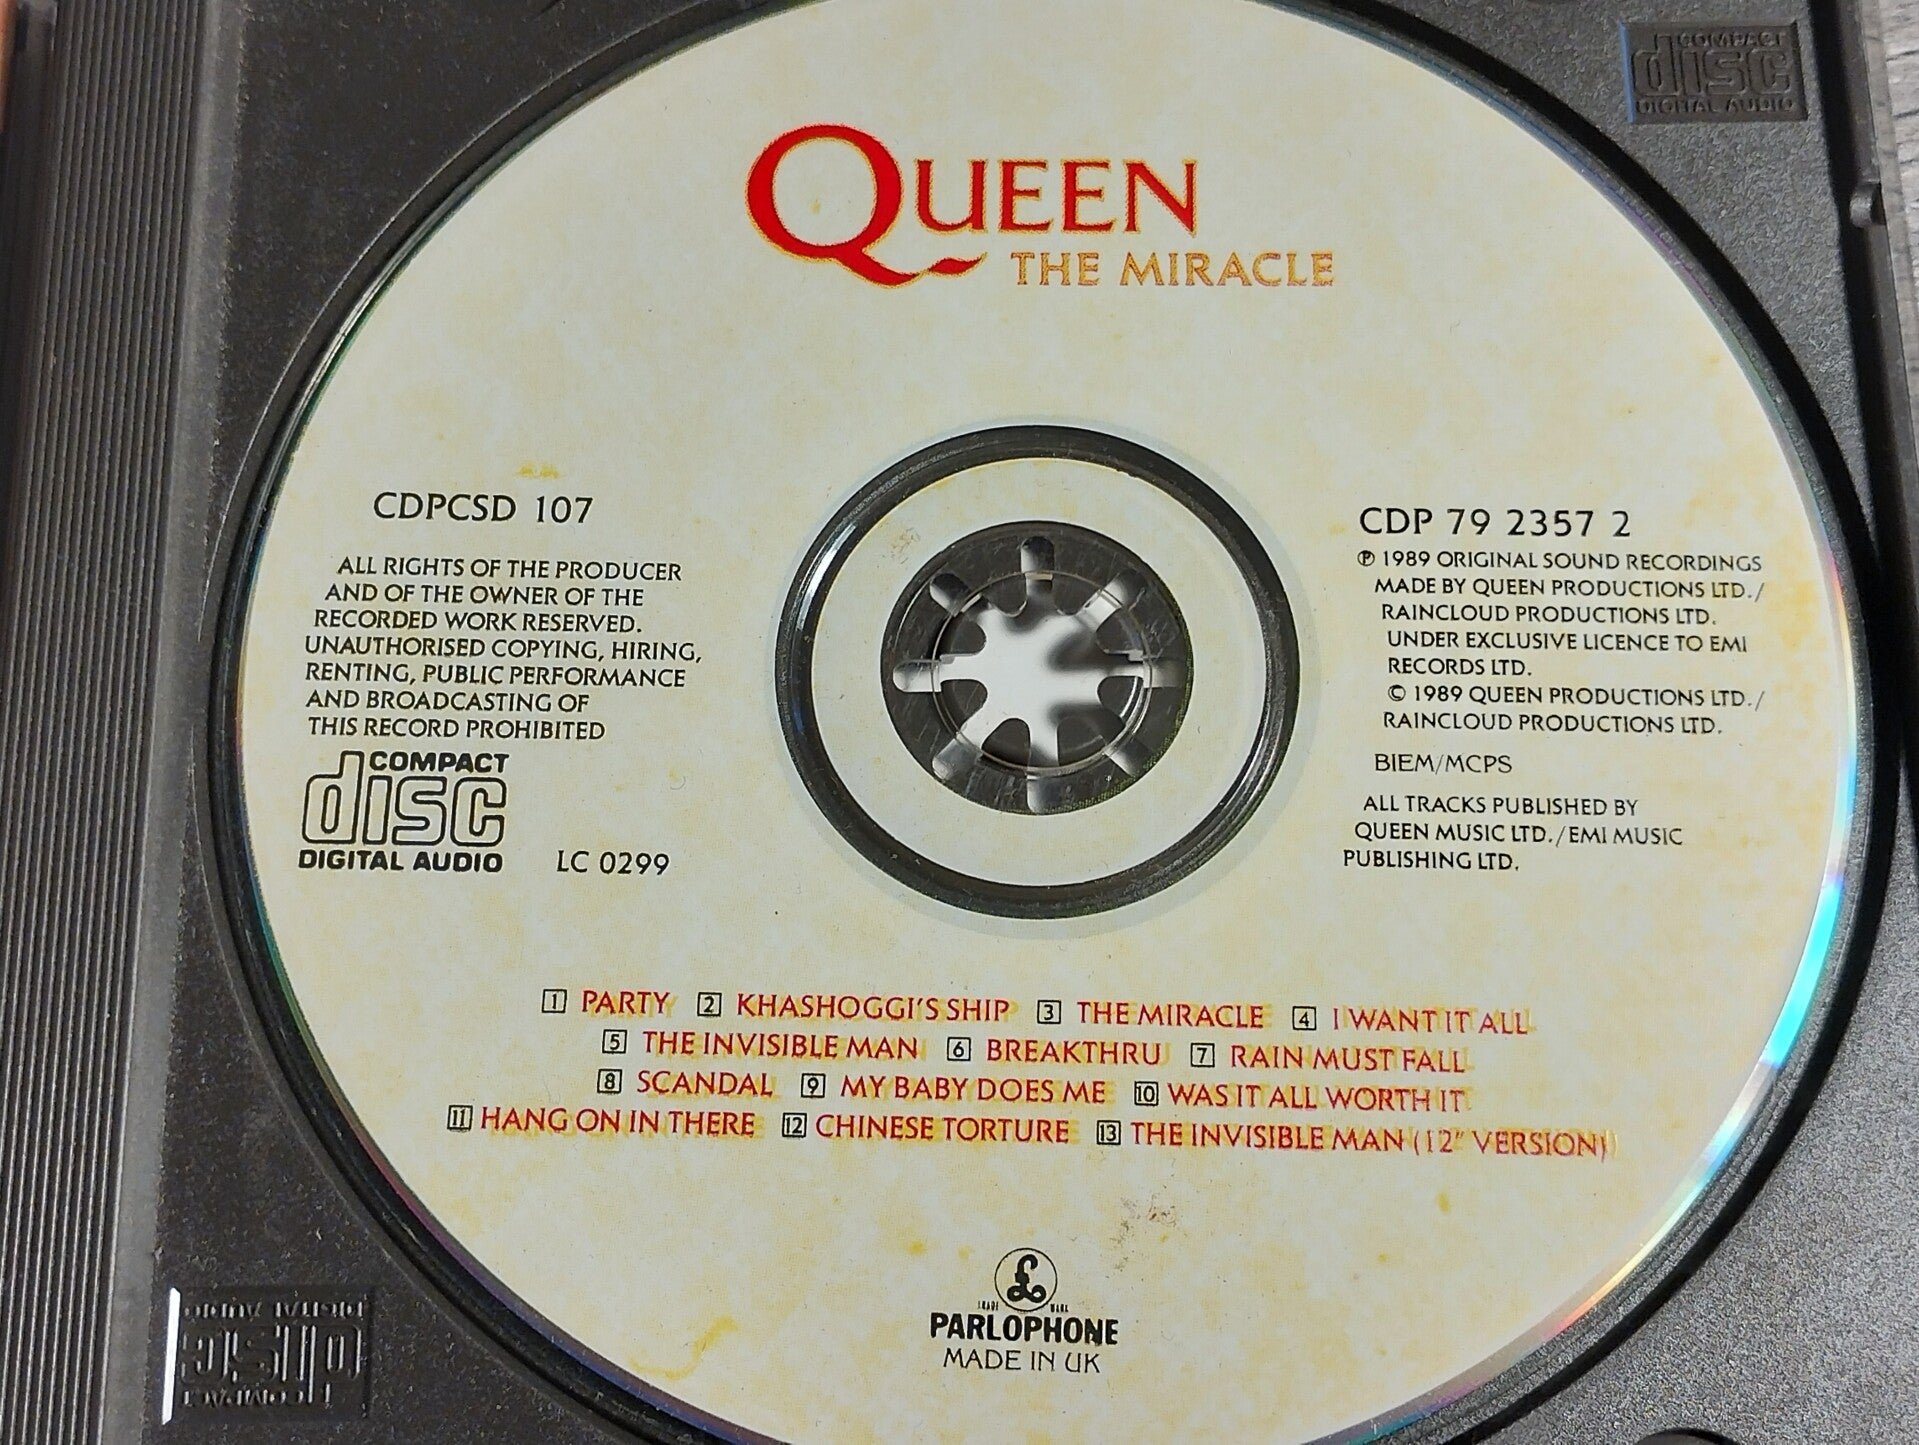 COMPACT
disc
DIGITAL AUDIO
QUEEN
THE MIRACLE
CDPCSD 107
ALL RIGHTS OF THE PRODUCER
AND OF THE OWNER OF THE
RECORDED WORK RESERVED.
UNAUTHORISED COPYING, HIRING,
RENTING, PUBLIC PERFORMANCE
AND BROADCASTING OF
THIS RECORD PROHIBITED
COMPACT
disc
DIGITAL AUDIO
LC 0299
CDP 79 2357 2
℗ 1989 ORIGINAL SOUND RECORDINGS
MADE BY QUEEN PRODUCTIONS LTD./
RAINCLOUD PRODUCTIONS LTD.
UNDER EXCLUSIVE LICENCE TO EMI
RECORDS LTD.
© 1989 QUEEN PRODUCTIONS LTD./
RAINCLOUD PRODUCTIONS LTD.
BIEM/MCPS
ALL TRACKS PUBLISHED BY
QUEEN MUSIC LTD./EMI MUSIC
PUBLISHING LTD.
1 PARTY 2 KHASHOGGI'S SHIP 3 THE MIRACLE 4 I WANT IT ALL
5 THE INVISIBLE MAN 6 BREAKTHRU 7 RAIN MUST FALL
8 SCANDAL 9 MY BABY DOES ME 10 WAS IT ALL WORTH IT
11 HANG ON IN THERE 12 CHINESE TORTURE 13 THE INVISIBLE MAN (12" VERSION)
TRADE MARK
PARLOPHONE
MADE IN UK
COMPACT
disc
DIGITAL AUDIO